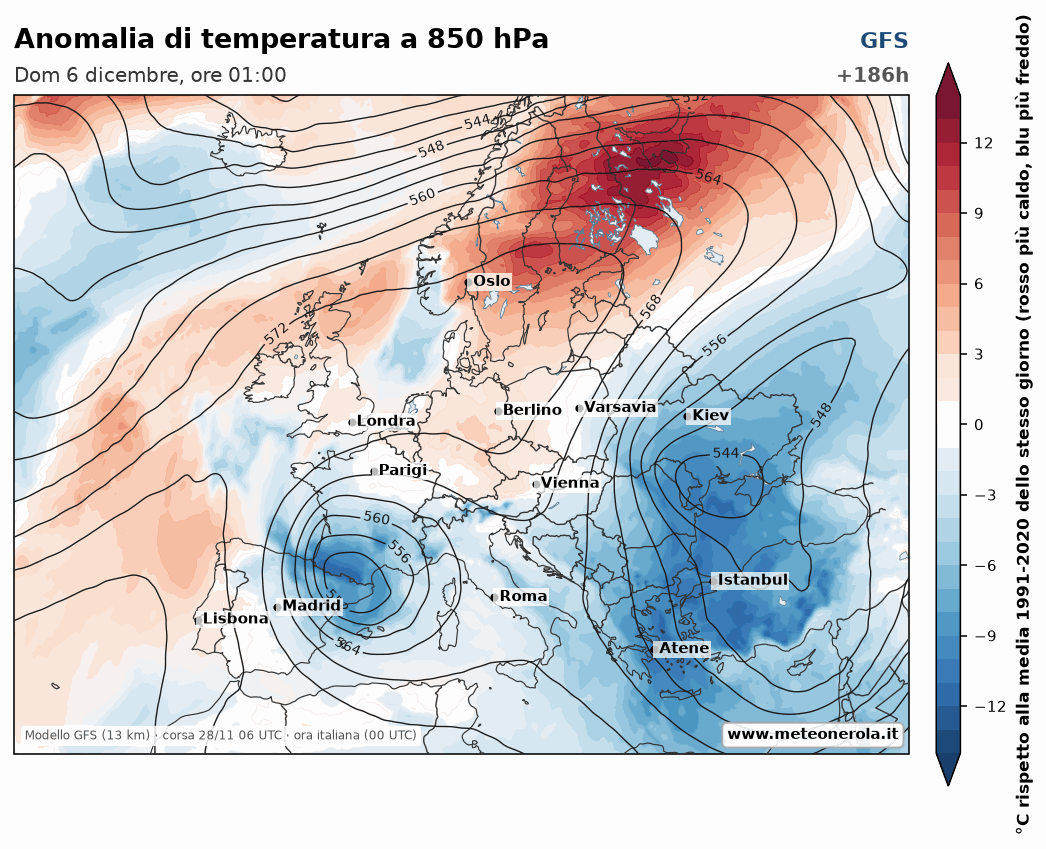 Anomalia di temperatura a 850 hPa
GFS
Dom 6 dicembre, ore 01:00
+186h
552
544
548
560
564
572
568
556
548
544
560
556
564
Oslo
Londra
Berlino
Varsavia
Kiev
Parigi
Vienna
Madrid
Lisbona
Roma
Istanbul
Atene
Modello GFS (13 km) · corsa 28/11 06 UTC · ora italiana (00 UTC)
www.meteonerola.it
12
9
6
3
0
−3
−6
−9
−12
°C rispetto alla media 1991-2020 dello stesso giorno (rosso più caldo, blu più freddo)